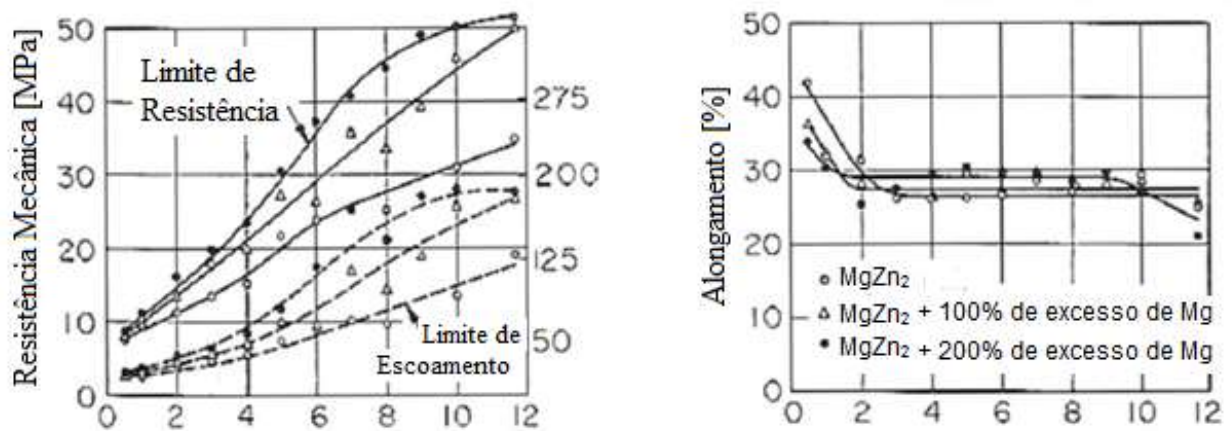 Resistência Mecânica [MPa]
50
40
30
20
10
0
Limite de
Resistência
275
200
125
50
Limite de
Escoamento
0 2 4 6 8 10 12
Alongamento [%]
50
40
30
20
10
0
MgZn2
MgZn2 + 100% de excesso de Mg
MgZn2 + 200% de excesso de Mg
0 2 4 6 8 10 12